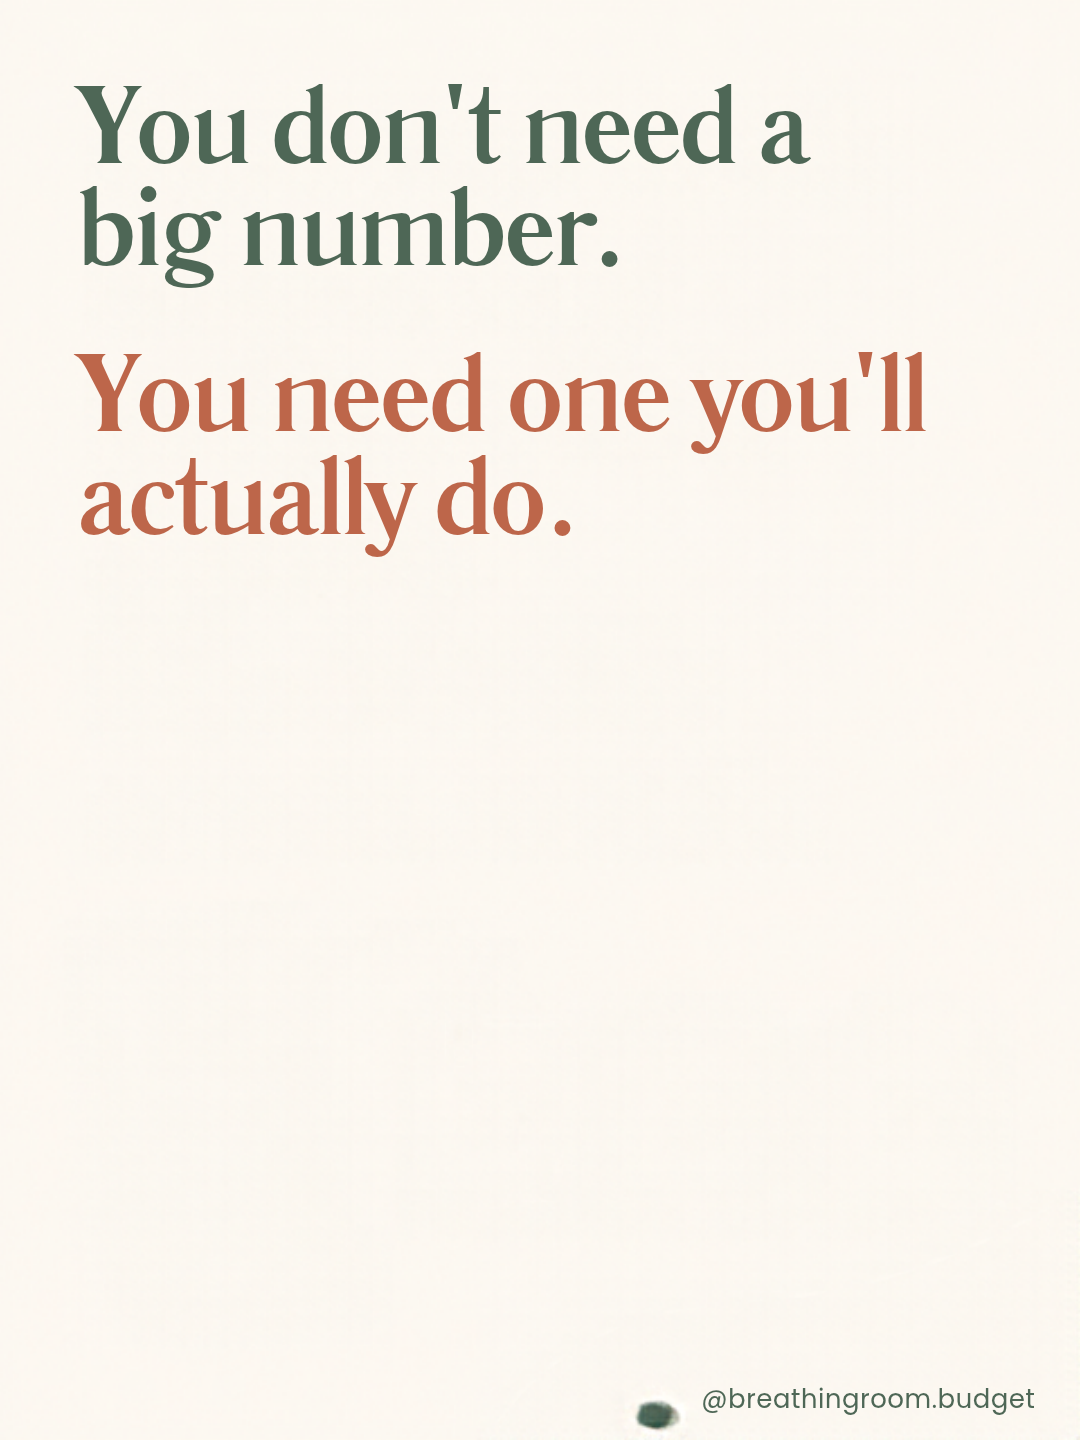 You don't need a
big number.
You need one you'll
actually do.
@breathingroom.budget